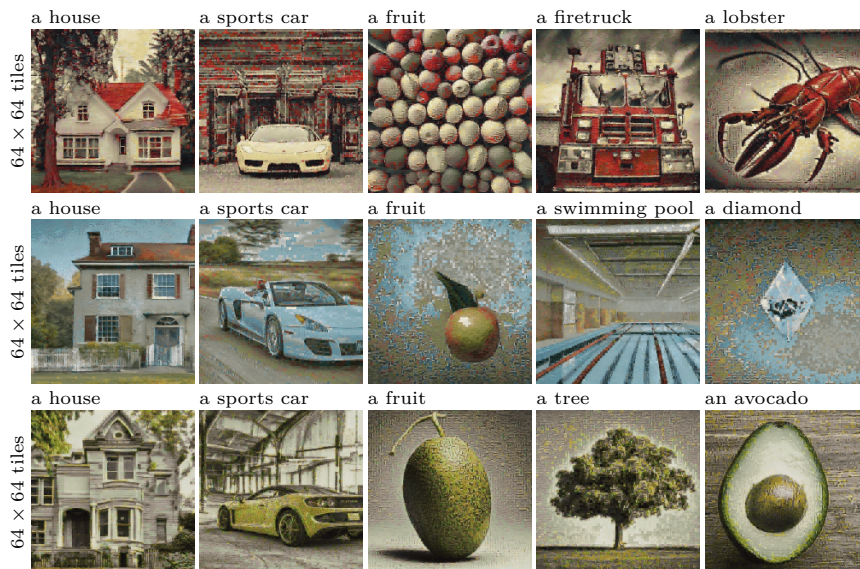 a house a sports car a fruit a firetruck a lobster
64 × 64 tiles
a house a sports car a fruit a swimming pool a diamond
64 × 64 tiles
a house a sports car a fruit a tree an avocado
64 × 64 tiles